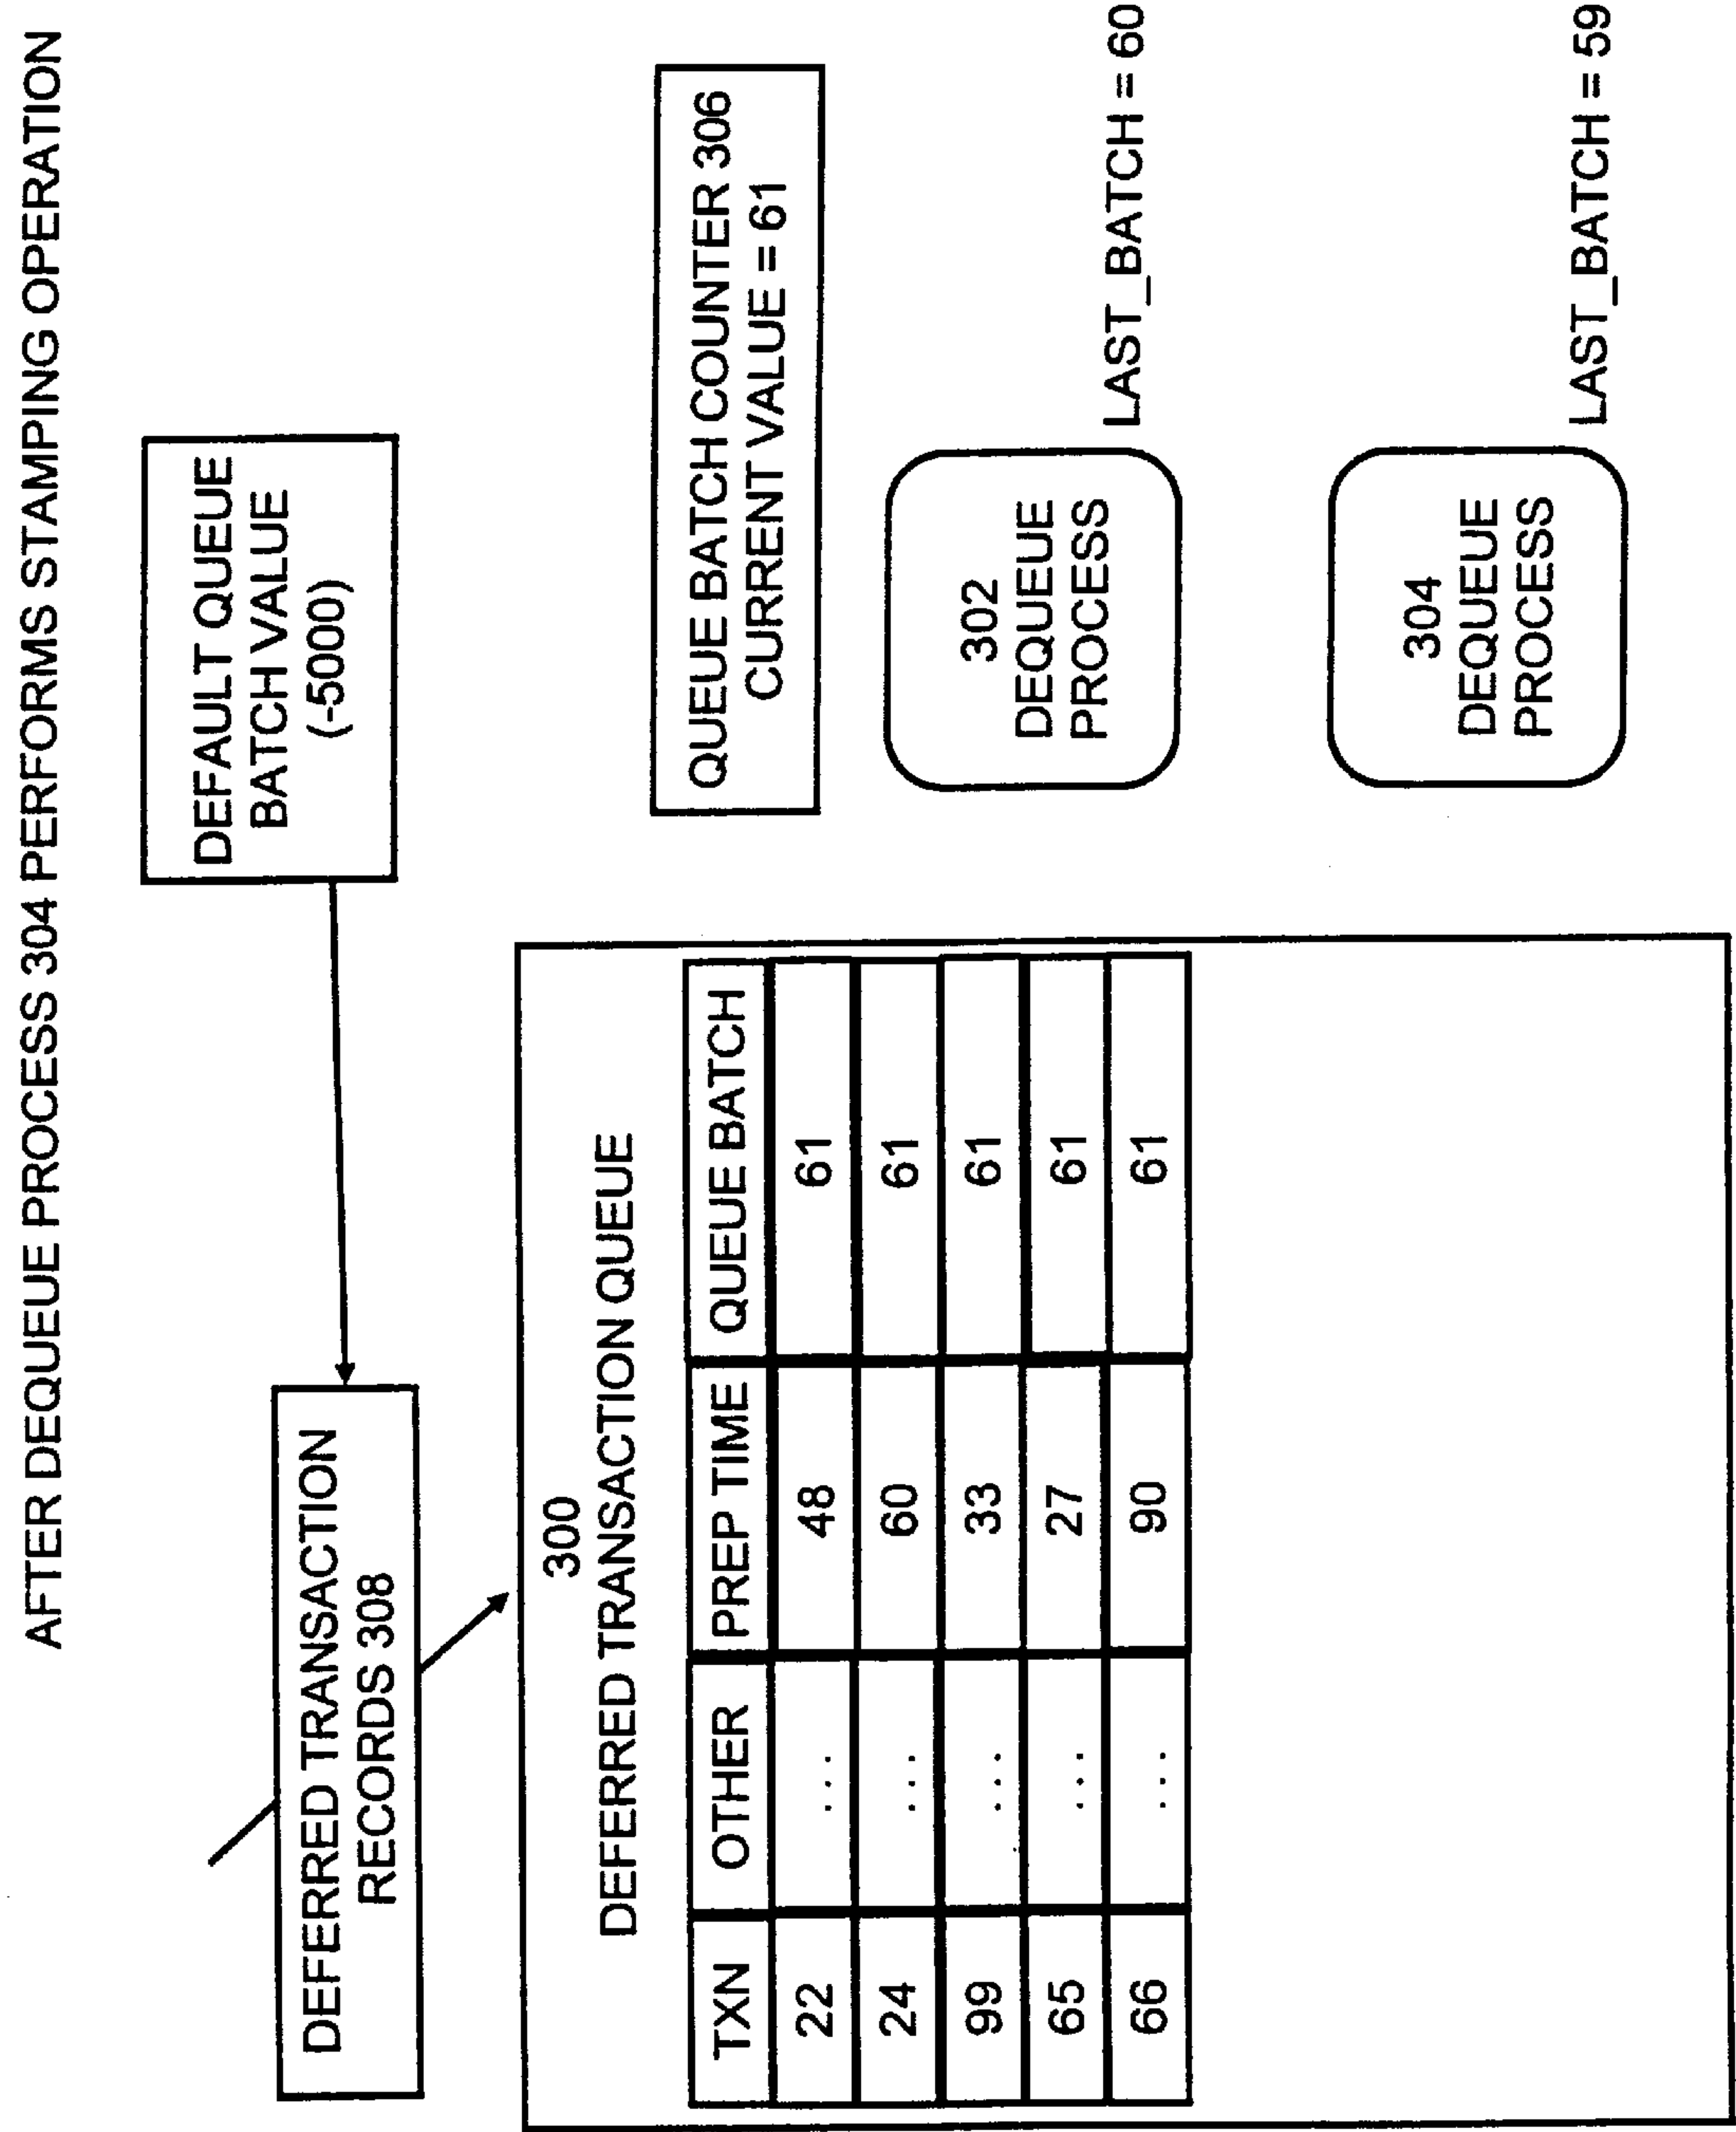 AFTER DEQUEUE PROCESS 304 PERFORMS STAMPING OPERATION
DEFERRED TRANSACTION
RECORDS 308
DEFAULT QUEUE
BATCH VALUE
(-5000)
300
DEFERRED TRANSACTION QUEUE
TXN OTHER PREP TIME QUEUE BATCH
22 ... 48 61
24 ... 60 61
99 ... 33 61
65 ... 27 61
66 ... 90 61
QUEUE BATCH COUNTER 306
CURRENT VALUE = 61
302
DEQUEUE
PROCESS
LAST_BATCH = 60
304
DEQUEUE
PROCESS
LAST_BATCH = 59